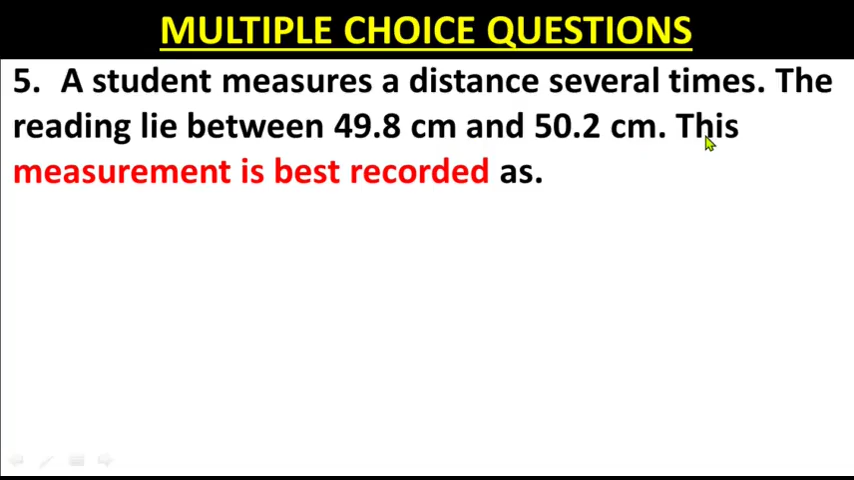 MULTIPLE CHOICE QUESTIONS
5. A student measures a distance several times. The
reading lie between 49.8 cm and 50.2 cm. This
measurement is best recorded as.